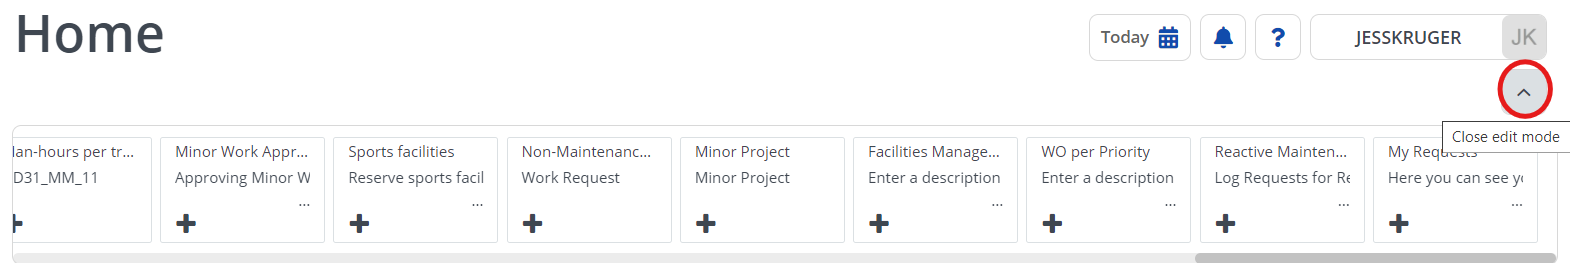 Home
Today
?
JESSKRUGER
JK
Close edit mode
lan-hours per tr...
D31_MM_11
Minor Work Appr...
Approving Minor W
...
Sports facilities
Reserve sports facil
...
Non-Maintenanc...
Work Request
Minor Project
Minor Project
Facilities Manage...
Enter a description
...
WO per Priority
Enter a description
...
Reactive Mainten...
Log Requests for Re
...
My Requests
Here you can see yo
...